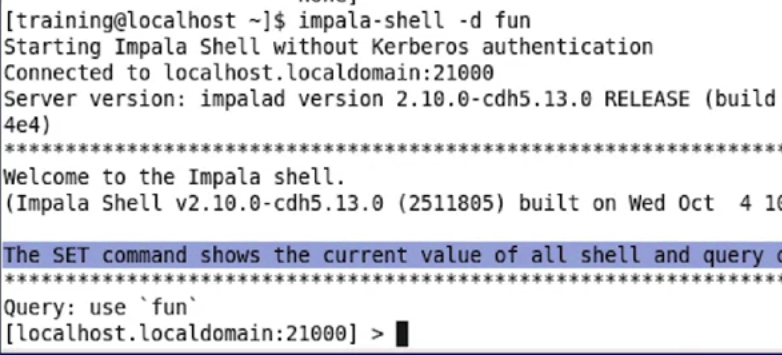 [training@localhost ~]$ impala-shell -d fun
Starting Impala Shell without Kerberos authentication
Connected to localhost.localdomain:21000
Server version: impalad version 2.10.0-cdh5.13.0 RELEASE (build
4e4)
********************************************************************
Welcome to the Impala shell.
(Impala Shell v2.10.0-cdh5.13.0 (2511805) built on Wed Oct  4 10
The SET command shows the current value of all shell and query
********************************************************************
Query: use `fun`
[localhost.localdomain:21000] >